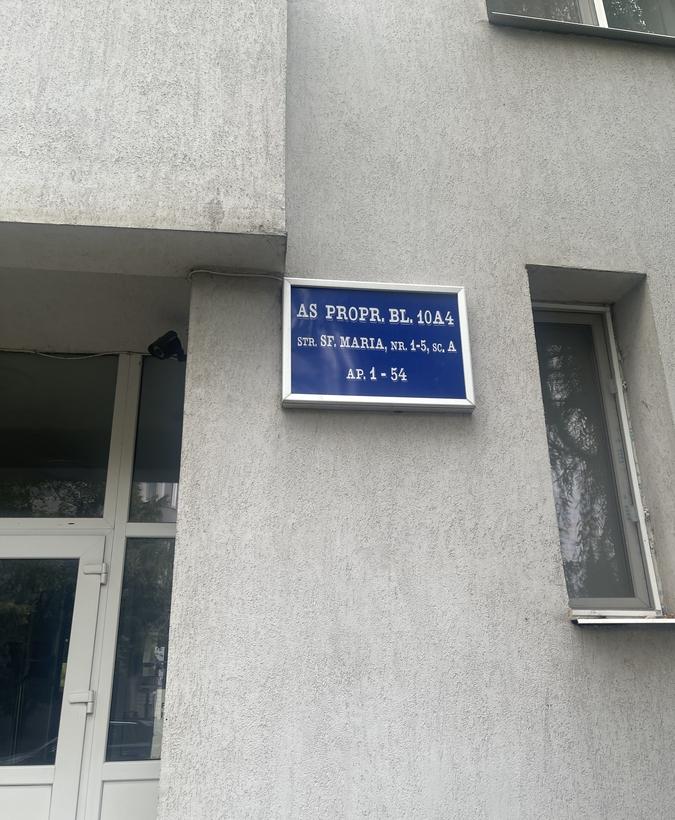 AS PROPR. BL. 10A4
STR. SF. MARIA, NR. 1-5, SC. A
AP. 1 - 54